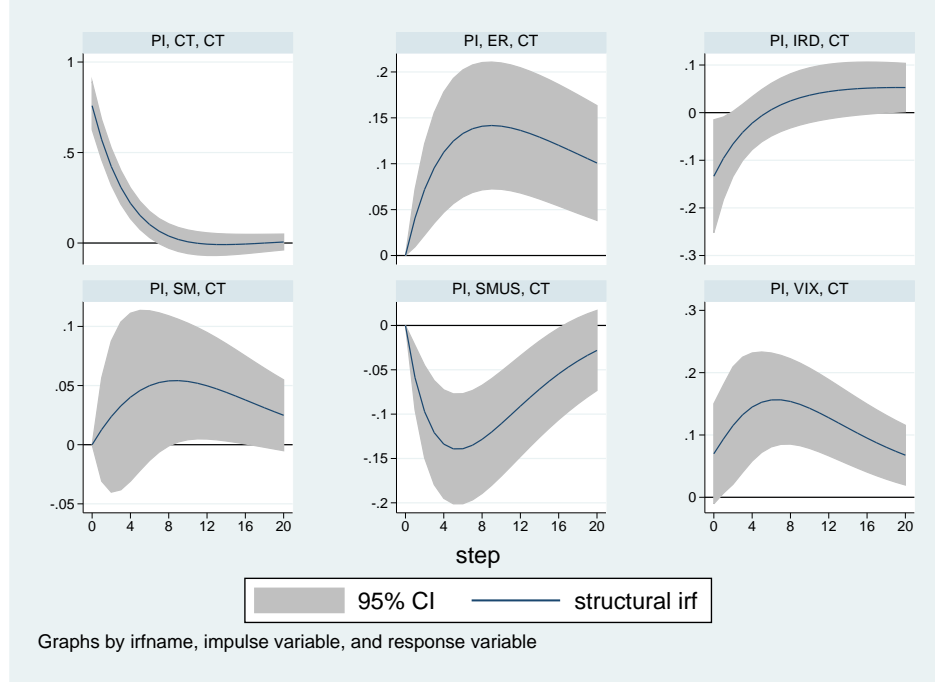 PI, CT, CT
PI, ER, CT
PI, IRD, CT
1
.5
0
.2
.15
.1
.05
0
.1
0
-.1
-.2
-.3
PI, SM, CT
PI, SMUS, CT
PI, VIX, CT
.1
.05
0
-.05
0
-.05
-.1
-.15
-.2
.3
.2
.1
0
0 4 8 12 16 20
0 4 8 12 16 20
0 4 8 12 16 20
step
95% CI structural irf
Graphs by irfname, impulse variable, and response variable